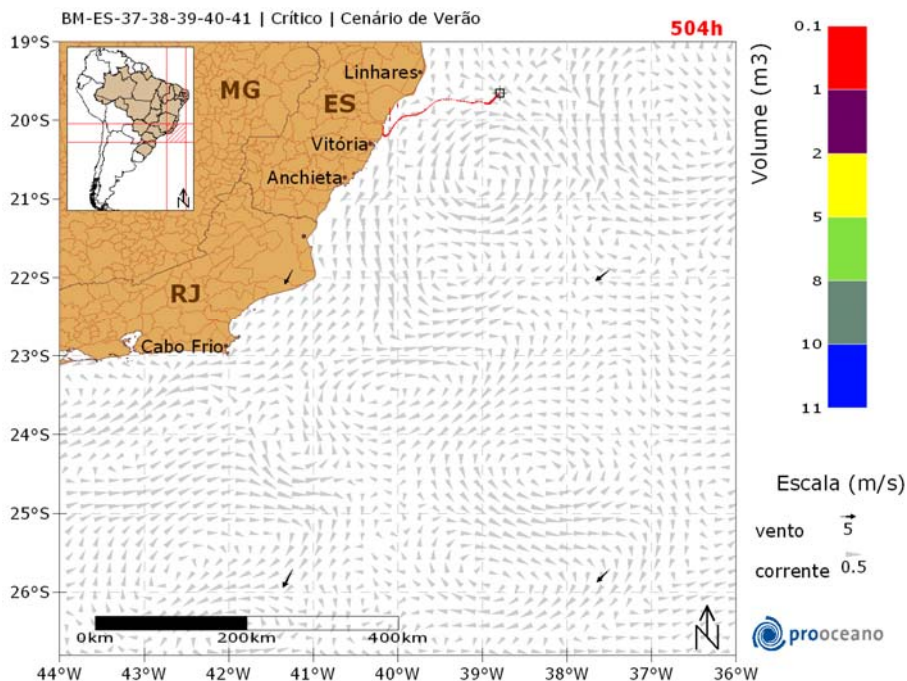 BM-ES-37-38-39-40-41 | Crítico | Cenário de Verão
504h
19°S
20°S
21°S
22°S
23°S
24°S
25°S
26°S
MG
ES
RJ
Linhares
Vitória
Anchieta
Cabo Frio
N
0km
200km
400km
N
44°W
43°W
42°W
41°W
40°W
39°W
38°W
37°W
36°W
Volume (m3)
0.1
1
2
5
8
10
11
Escala (m/s)
vento 5
corrente 0.5
prooceano